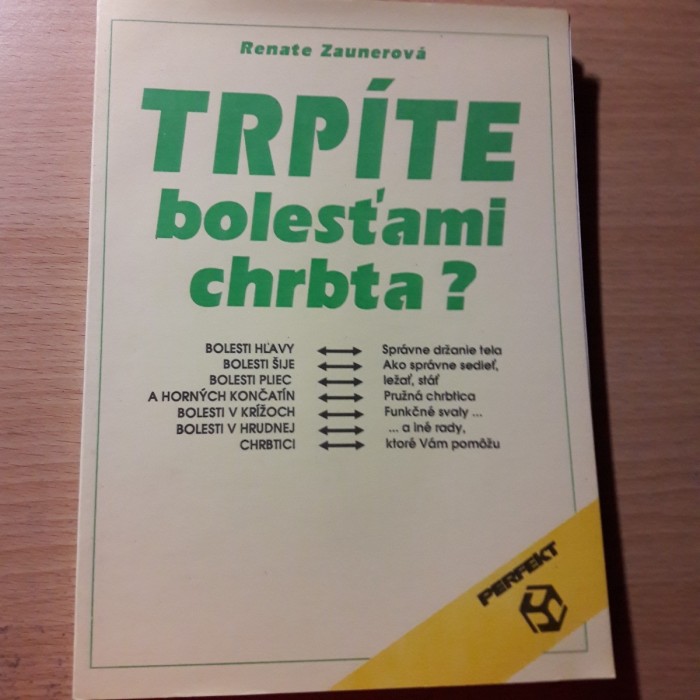 Renate Zaunerová
TRPÍTE
bolesťami
chrbta?
BOLESTI HĽAVY Správne držanie tela
BOLESTI ŠIJE Ako správne sedieť,
BOLESTI PLIEC ležať, stáť
A HORNÝCH KONČATÍN Pružná chrbtica
BOLESTI V KRÍŽOCH Funkčné svaly ...
BOLESTI V HRUDNEJ ... a iné rady,
CHRBTICI ktoré Vám pomôžu
PERFEKT